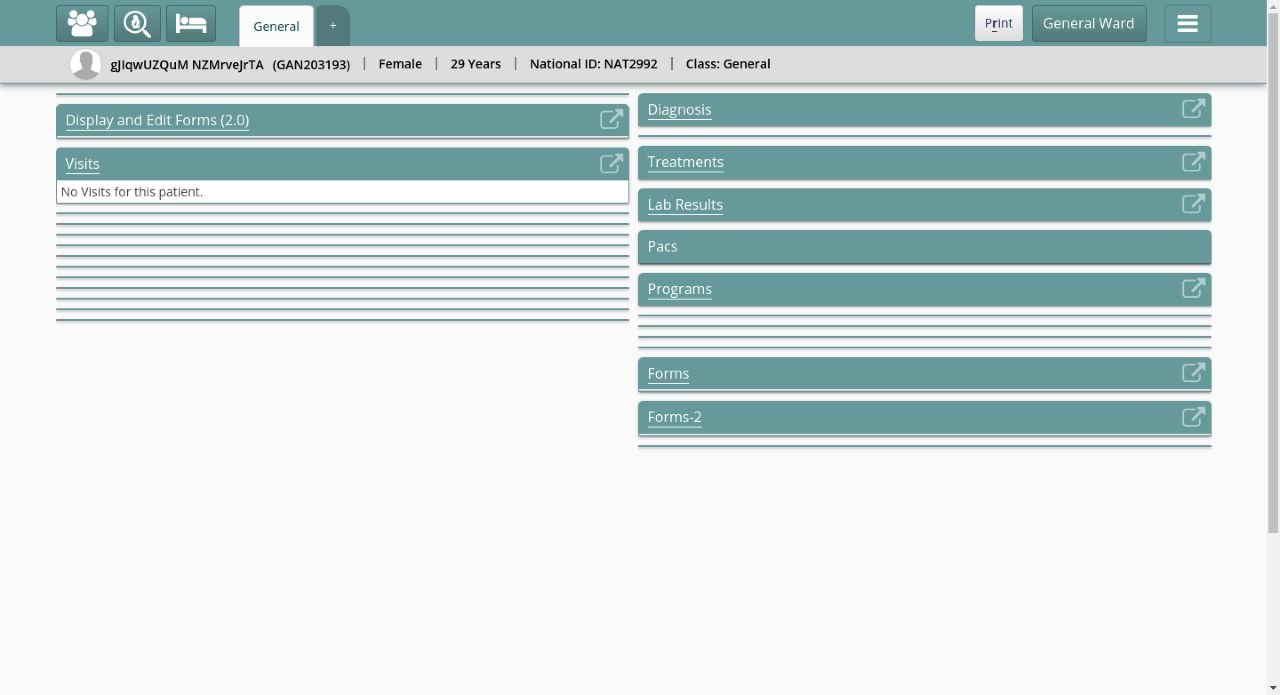 General
+
Print
General Ward
gJIqwUZQuM NZMrveJrTA (GAN203193) | Female | 29 Years | National ID: NAT2992 | Class: General
Display and Edit Forms (2.0)
Visits
No Visits for this patient.
Diagnosis
Treatments
Lab Results
Pacs
Programs
Forms
Forms-2